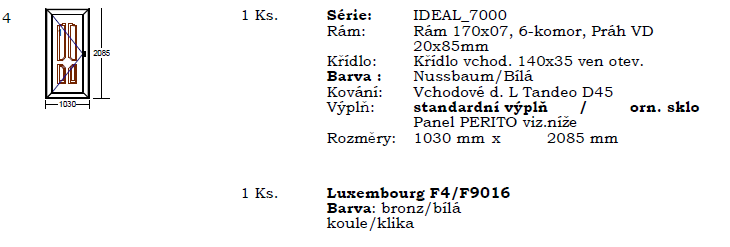 4
2085
1030
1 Ks. Série: IDEAL_7000
Rám: Rám 170x07, 6-komor, Práh VD
20x85mm
Křídlo: Křídlo vchod. 140x35 ven otev.
Barva : Nussbaum/Bílá
Kování: Vchodové d. L Tandeo D45
Výplň: standardní výplň / orn. sklo
Panel PERITO viz.níže
Rozměry: 1030 mm x 2085 mm
1 Ks. Luxembourg F4/F9016
Barva: bronz/bílá
koule/klika